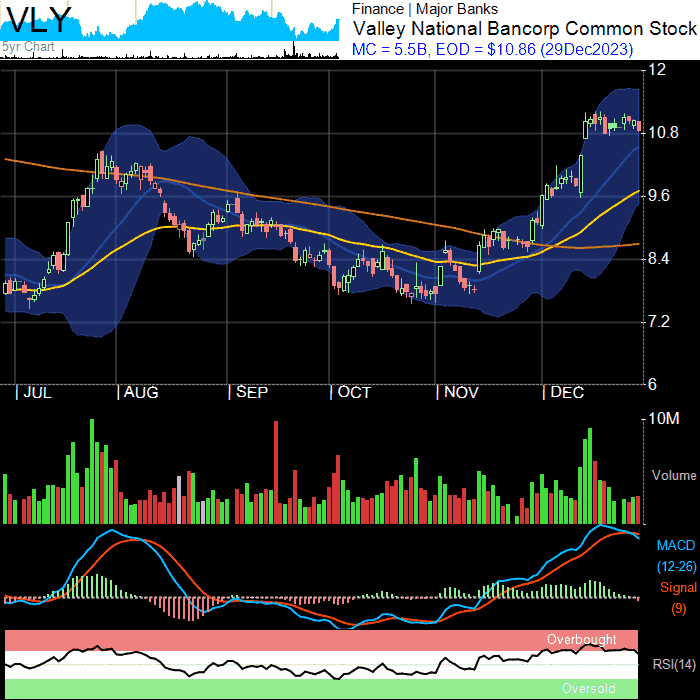 VLY
5yr Chart
Finance | Major Banks
Valley National Bancorp Common Stock
MC = 5.5B, EOD = $10.86 (29Dec2023)
12
10.8
9.6
8.4
7.2
6
JUL AUG SEP OCT NOV DEC
10M
Volume
MACD
(12-26)
Signal
(9)
Overbought
RSI(14)
Oversold